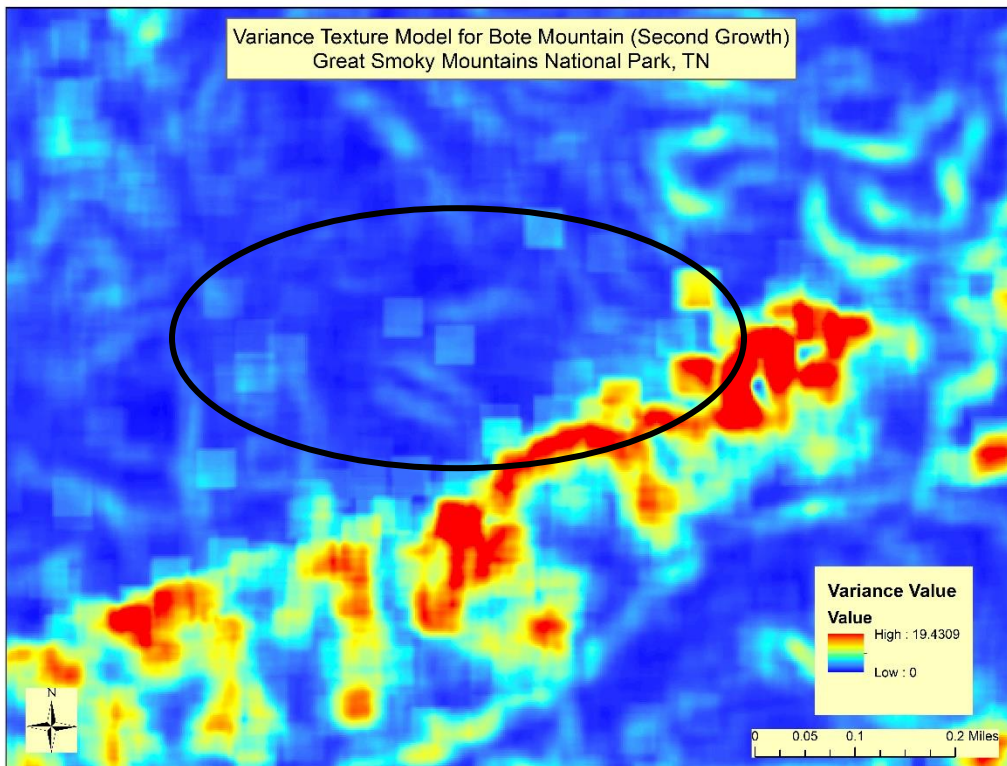 Variance Texture Model for Bote Mountain (Second Growth)
Great Smoky Mountains National Park, TN
Variance Value
Value
High : 19.4309
Low : 0
N
0 0.05 0.1 0.2 Miles